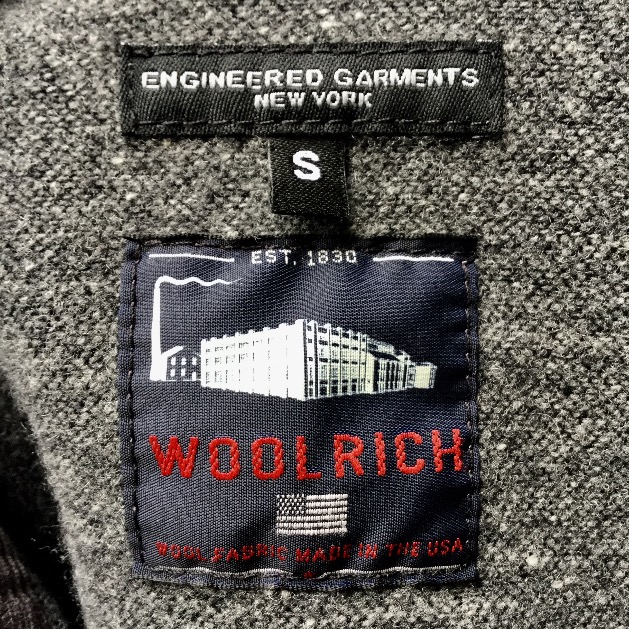 ENGINEERED GARMENTS
NEW YORK
S
EST. 1830
WOOLRICH
WOOL FABRIC MADE IN THE USA